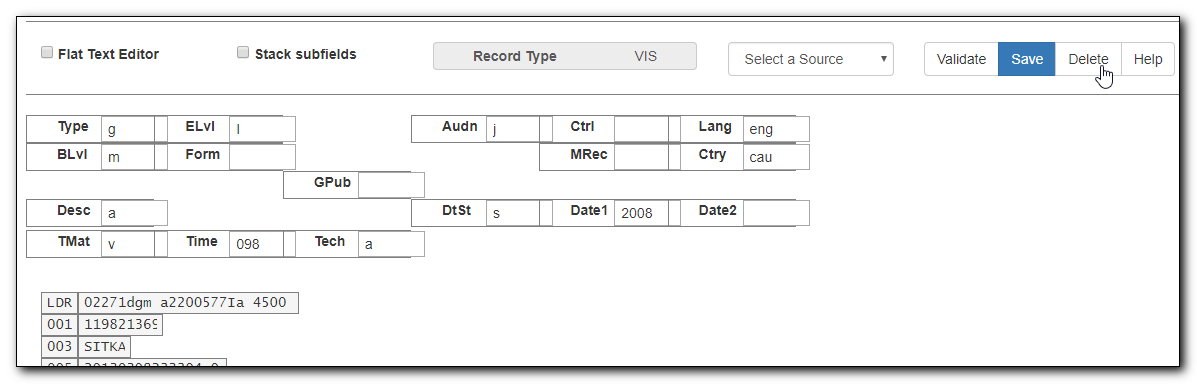 Flat Text Editor Stack subfields Record Type VIS Select a Source Validate Save Delete Help
Type g ELvl I Audn j Ctrl Lang eng
BLvl m Form MRec Ctry cau
GPub
Desc a DtSt s Date1 2008 Date2
TMat v Time 098 Tech a
LDR 02271dgm a2200577Ia 4500
001 119821369
003 SITKA